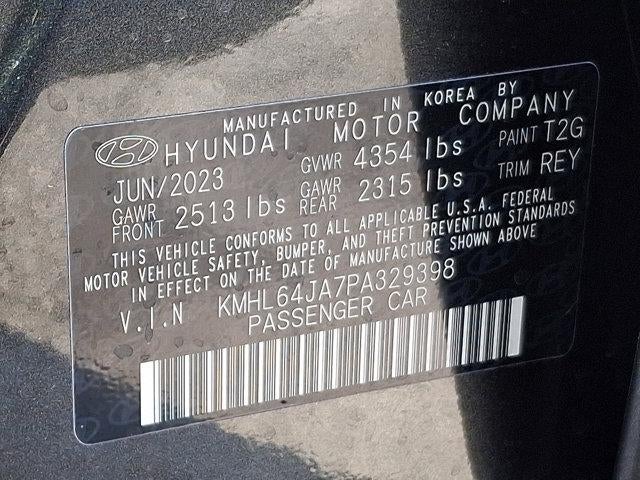 MANUFACTURED IN KOREA BY
HYUNDAI MOTOR COMPANY
JUN/2023 GVWR 4354 lbs PAINT T2G
GAWR FRONT 2513 lbs GAWR REAR 2315 lbs TRIM REY
THIS VEHICLE CONFORMS TO ALL APPLICABLE U.S.A. FEDERAL
MOTOR VEHICLE SAFETY, BUMPER, AND THEFT PREVENTION STANDARDS
IN EFFECT ON THE DATE OF MANUFACTURE SHOWN ABOVE
V.I.N KMHL64JA7PA329398
PASSENGER CAR